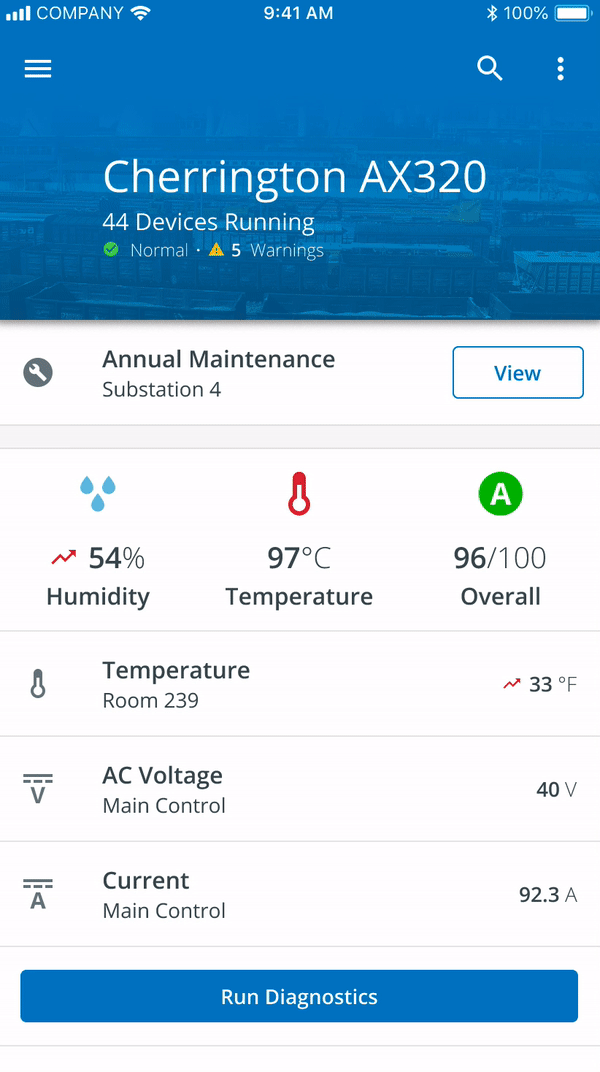 COMPANY 9:41 AM 100%
Cherrington AX320
44 Devices Running
Normal · 5 Warnings
Annual Maintenance
Substation 4
View
A
54% 97°C 96/100
Humidity Temperature Overall
Temperature
Room 239
33 °F
AC Voltage
Main Control
40 V
V
Current
Main Control
92.3 A
A
Run Diagnostics